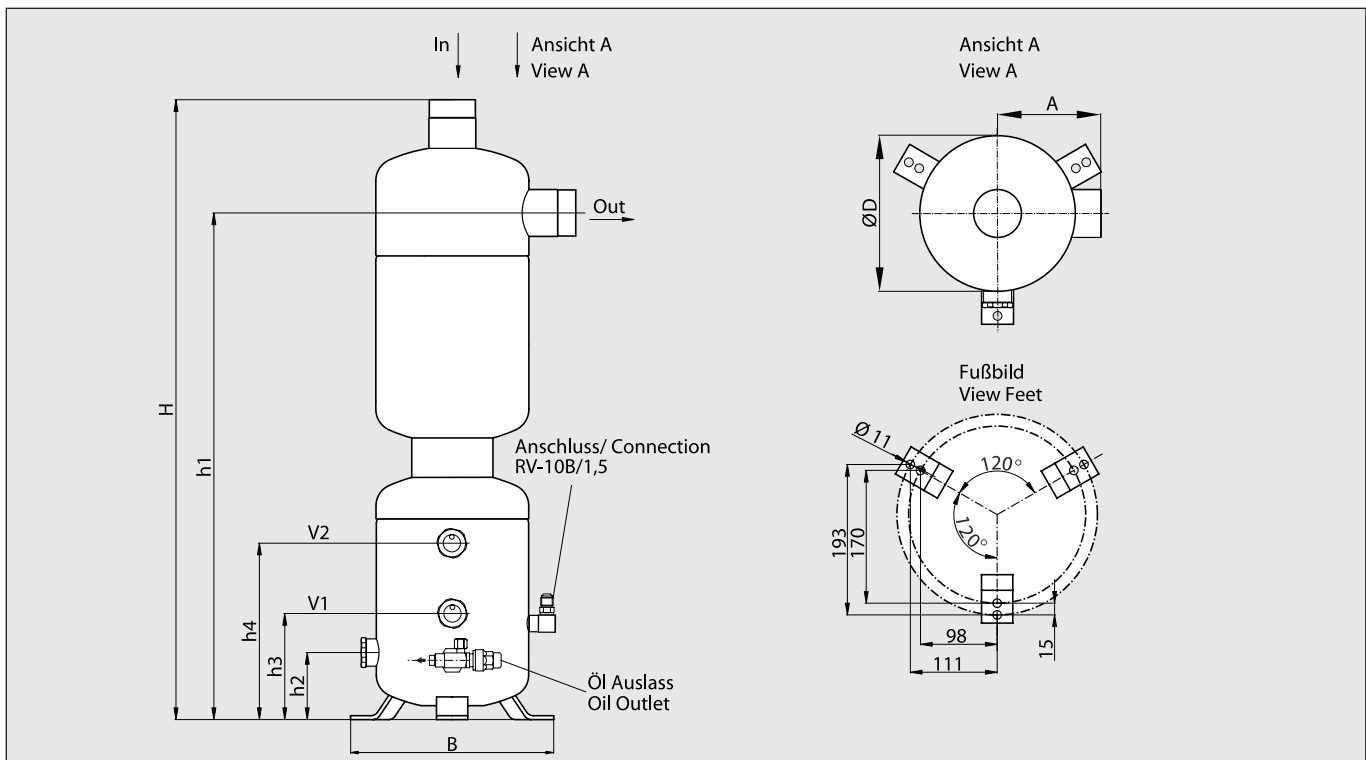 In
Ansicht A
View A
Out
H
h1
Anschluss/ Connection
RV-10B/1,5
V2
V1
h4
h3
h2
Öl Auslass
Oil Outlet
B
Ansicht A
View A
A
ØD
Fußbild
View Feet
Ø 11
120°
120°
193
170
98
111
15